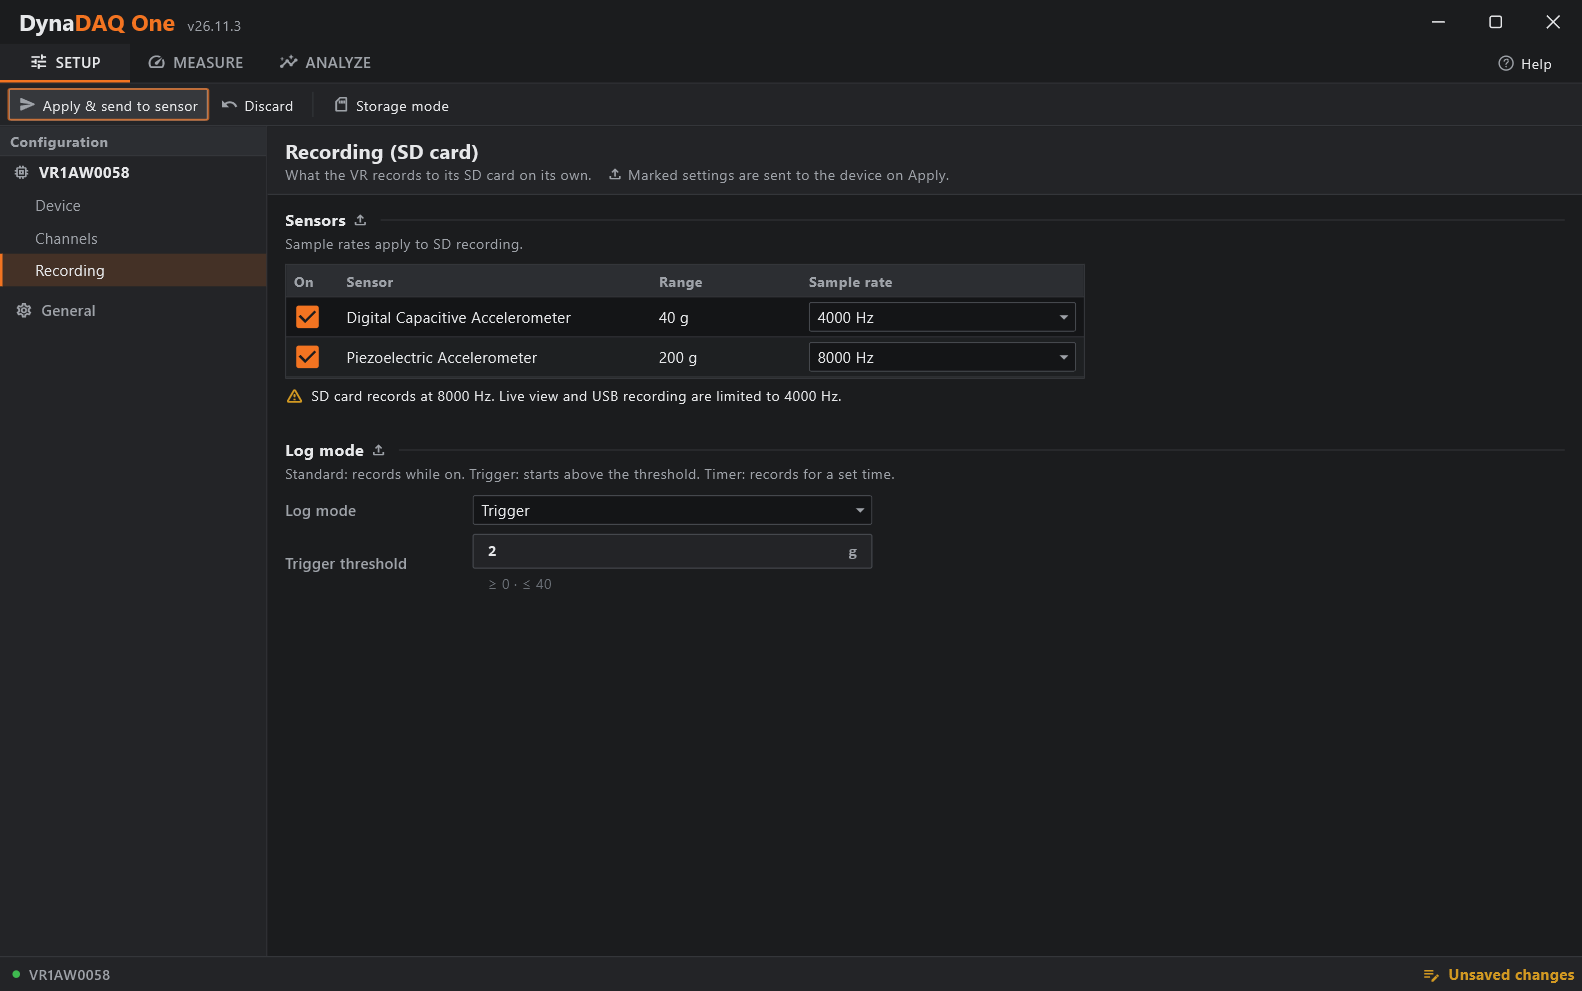 DynaDAQ One v26.11.3
SETUP MEASURE ANALYZE Help
Apply & send to sensor Discard Storage mode
Configuration
VR1AW0058
Device
Channels
Recording
General
Recording (SD card)
What the VR records to its SD card on its own. Marked settings are sent to the device on Apply.
Sensors
Sample rates apply to SD recording.
On Sensor Range Sample rate
Digital Capacitive Accelerometer 40 g 4000 Hz
Piezoelectric Accelerometer 200 g 8000 Hz
SD card records at 8000 Hz. Live view and USB recording are limited to 4000 Hz.
Log mode
Standard: records while on. Trigger: starts above the threshold. Timer: records for a set time.
Log mode Trigger
Trigger threshold 2 g
≥ 0 · ≤ 40
VR1AW0058 Unsaved changes